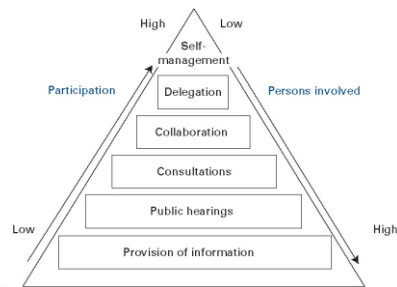 High Low
Self-
management
Participation
Persons involved
Delegation
Collaboration
Consultations
Public hearings
Low
High
Provision of information